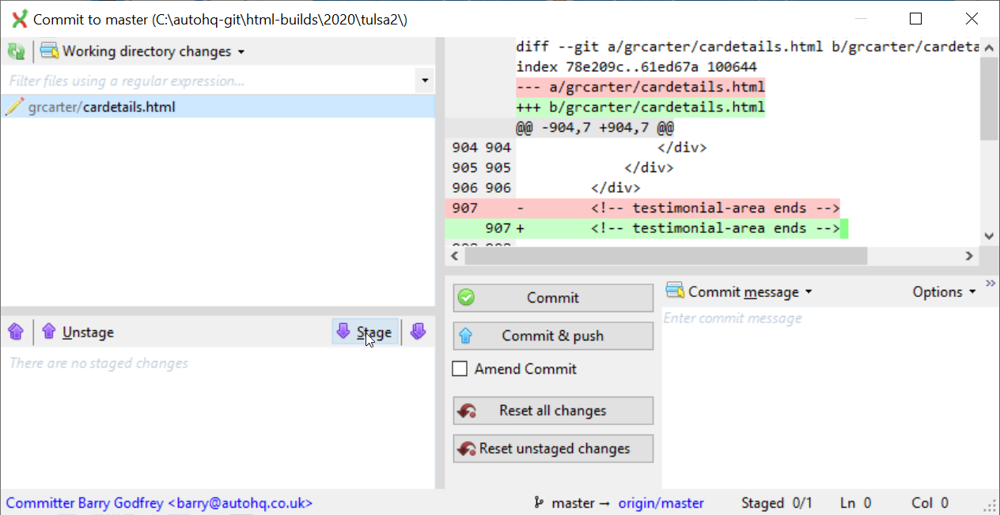 Commit to master (C:\autohq-git\html-builds\2020\tulsa2\)
Working directory changes
Filter files using a regular expression...
grcarter/cardetails.html
Unstage
Stage
There are no staged changes
diff --git a/grcarter/cardetails.html b/grcarter/cardeta
index 78e209c..61ed67a 100644
--- a/grcarter/cardetails.html
+++ b/grcarter/cardetails.html
@@ -904,7 +904,7 @@
904 904 </div>
905 905 </div>
906 906 </div>
907 - <!-- testimonial-area ends -->
907 + <!-- testimonial-area ends -->
Commit
Commit & push
Amend Commit
Reset all changes
Reset unstaged changes
Commit message
Options
Enter commit message
Committer Barry Godfrey <barry@autohq.co.uk>
master → origin/master
Staged 0/1
Ln 0
Col 0